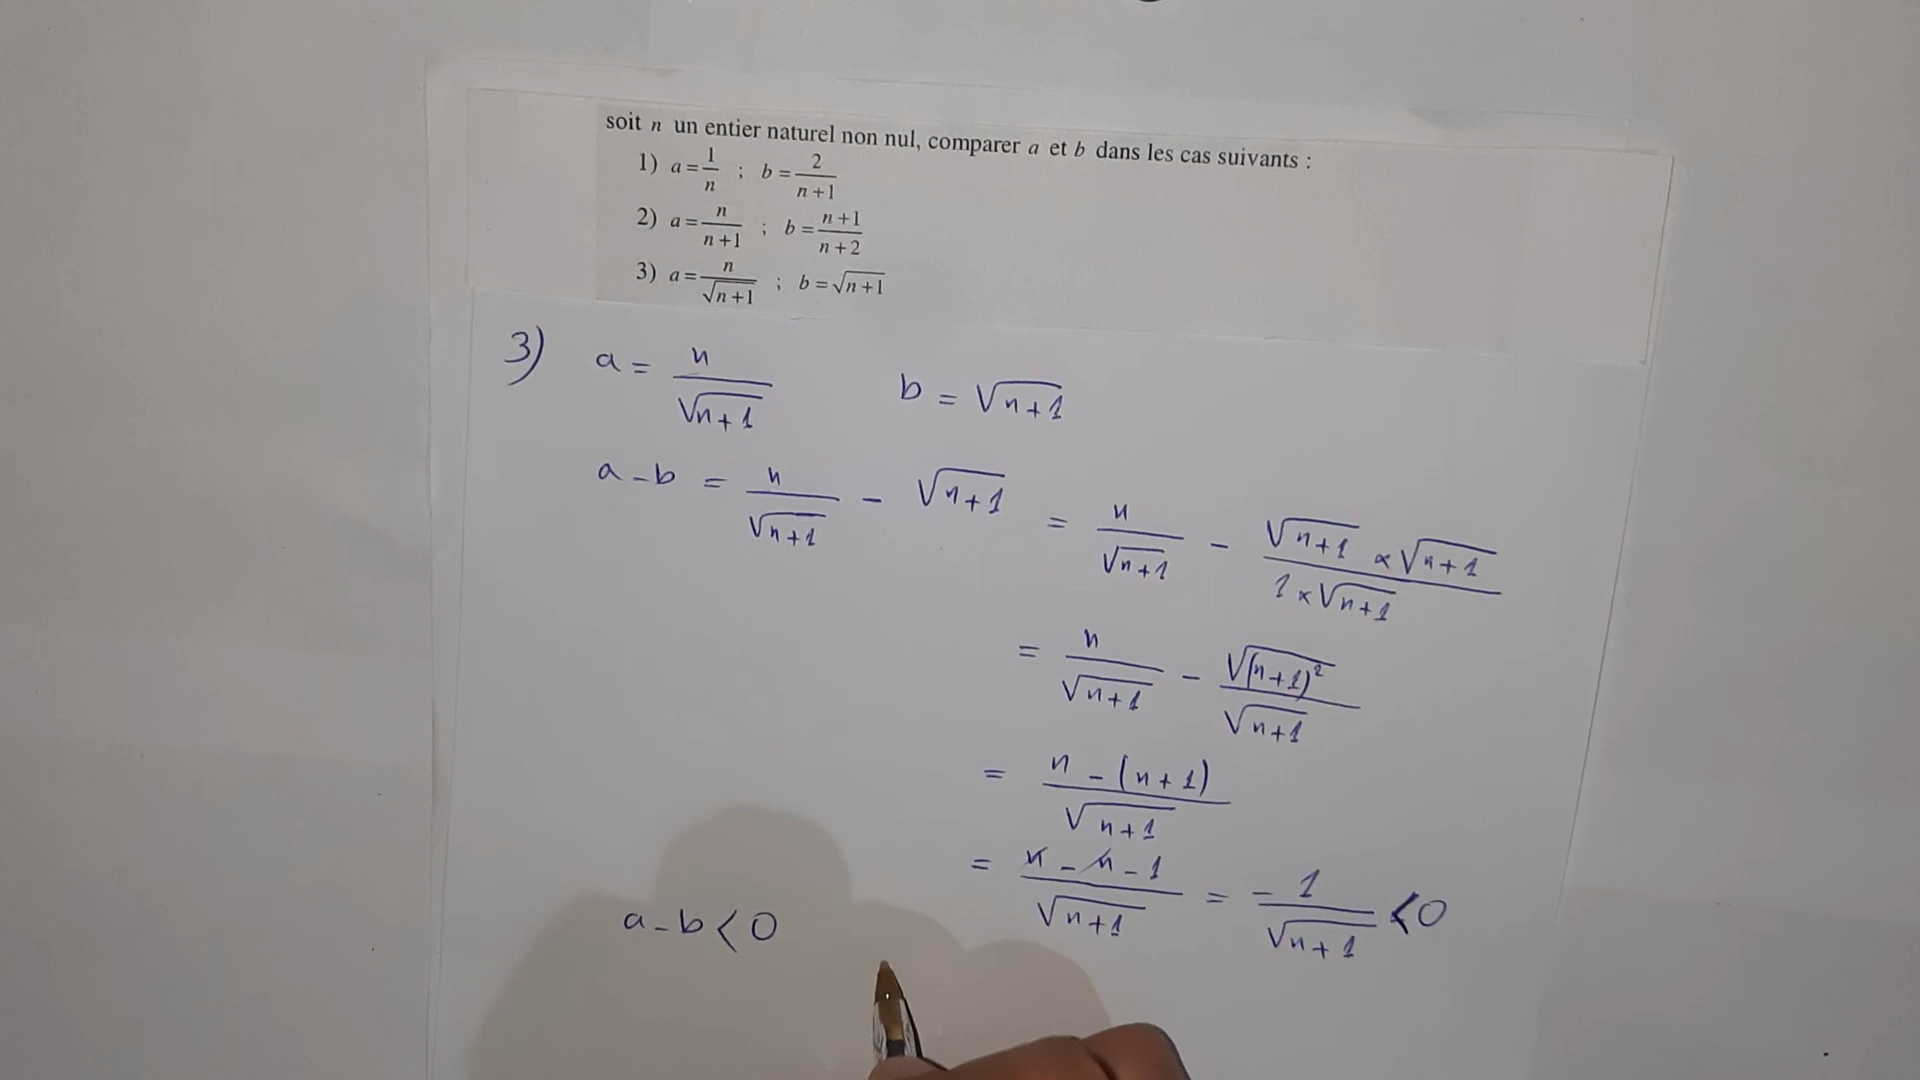 soit n un entier naturel non nul, comparer a et b dans les cas suivants :
1) a = 1/n ; b = 2/(n+1)
2) a = n/(n+1) ; b = (n+1)/(n+2)
3) a = n/√(n+1) ; b = √(n+1)
3) a = n/√(n+1) b = √(n+1)
a - b = n/√(n+1) - √(n+1) = n/√(n+1) - (√(n+1) × √(n+1))/(1 × √(n+1))
= n/√(n+1) - √((n+1)²)/√(n+1)
= (n - (n+1))/√(n+1)
= (n - n - 1)/√(n+1) = -1/√(n+1) < 0
a - b < 0